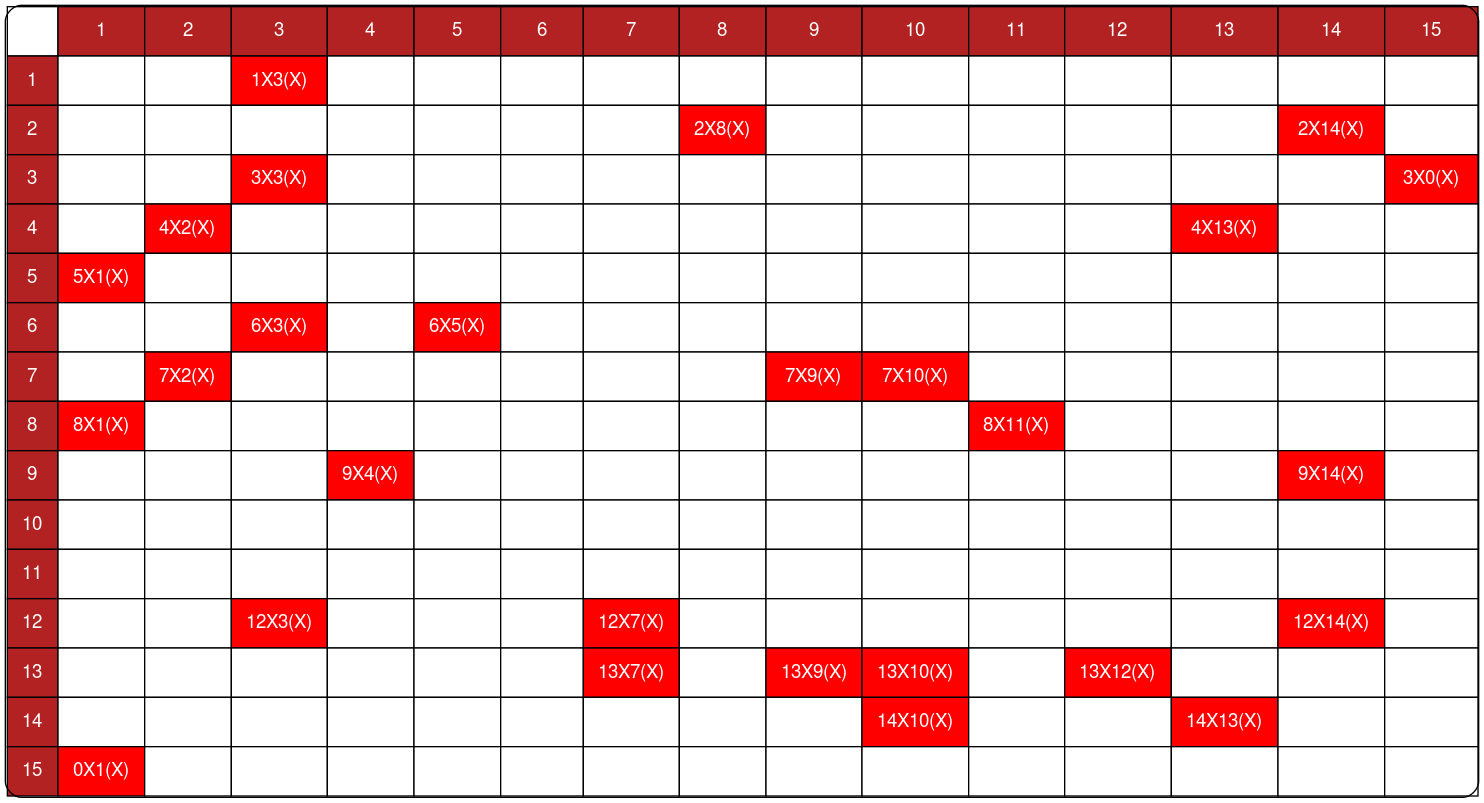 1 2 3 4 5 6 7 8 9 10 11 12 13 14 15
1 1X3(X)
2 2X8(X) 2X14(X)
3 3X3(X) 3X0(X)
4 4X2(X) 4X13(X)
5 5X1(X)
6 6X3(X) 6X5(X)
7 7X2(X) 7X9(X) 7X10(X)
8 8X1(X) 8X11(X)
9 9X4(X) 9X14(X)
10
11
12 12X3(X) 12X7(X) 12X14(X)
13 13X7(X) 13X9(X) 13X10(X) 13X12(X)
14 14X10(X) 14X13(X)
15 0X1(X)